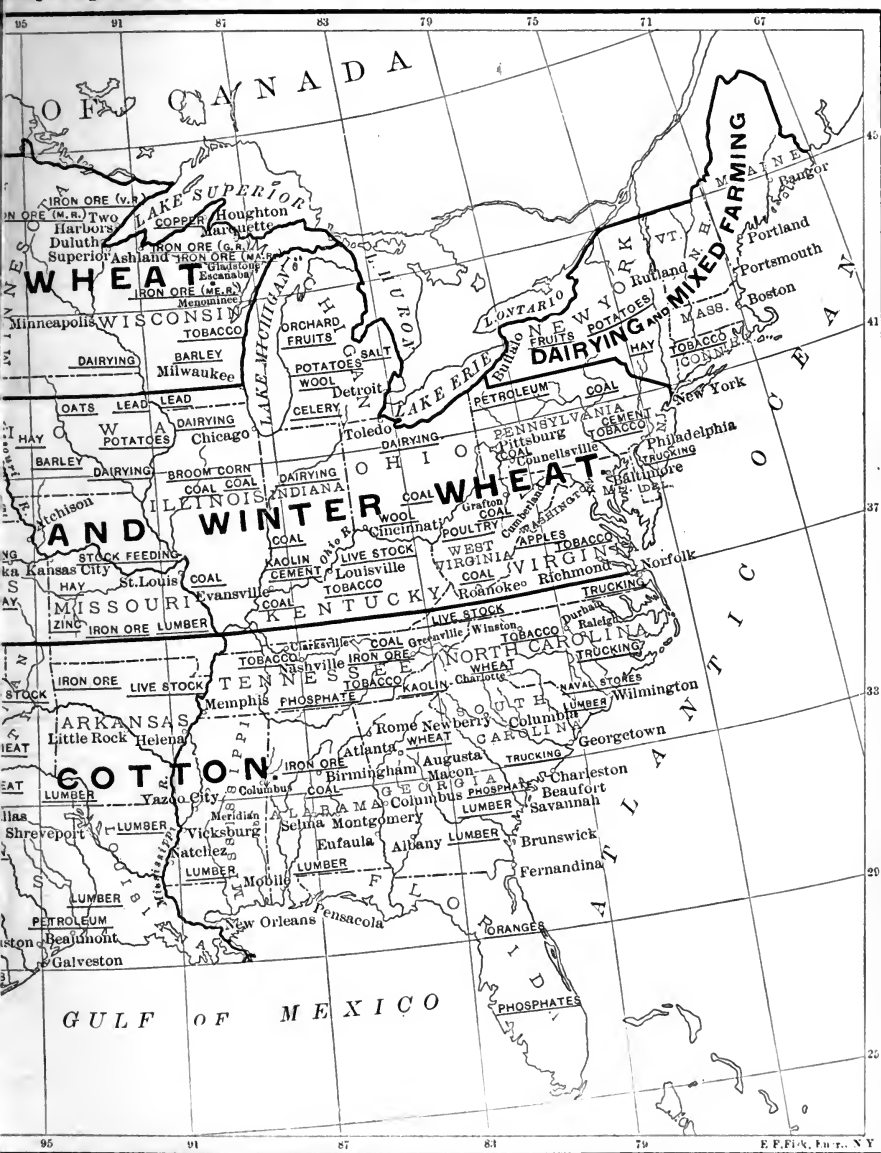 95 91 87 83 79 75 71 67
OF CANADA
45
MAINE
Bangor
IRON ORE (V.R.)
LAKE SUPERIOR
ON ORE (M.R.) Two
Harbors
COPPER
Houghton
Marquette
Duluth
IRON ORE (G.R.)
Superior Ashland
Gladstone
Escanaba
IRON ORE (ME.R.)
Menominee
MINNESOTA
WHEAT
Minneapolis
WISCONSIN
TOBACCO
BARLEY
Milwaukee
DAIRYING
LAKE MICHIGAN
MICHIGAN
ORCHARD
FRUITS
L. HURON
POTATOES
SALT
WOOL
Detroit
CELERY
L.ONTARIO
LAKE ERIE
Buffalo
NEW YORK
FRUITS POTATOES
Rutland
VT.
N.H.
DAIRYING AND MIXED FARMING
Portland
Portsmouth
Boston
MASS.
HAY
TOBACCO
CONN.
New York
41
OATS LEAD LEAD
IOWA
HAY
POTATOES
DAIRYING
Chicago
BARLEY
DAIRYING
BROOM CORN
COAL COAL
DAIRYING
ILLINOIS
INDIANA
Toledo
DAIRYING
OHIO
PETROLEUM
COAL
PENNSYLVANIA
Pittsburg
CEMENT
TOBACCO
COAL
Connellsville
Philadelphia
TRUCKING
Baltimore
DEL.
Atchison
AND WINTER WHEAT
COAL
WOOL
Cincinnati
Grafton
COAL
Cumberland
WASHINGTON
POULTRY
APPLES
TOBACCO
37
STOCK FEEDING
Kansas City
HAY
St.Louis
COAL
MISSOURI
ZINC IRON ORE LUMBER
Evansville
COAL
KAOLIN
CEMENT
Ohio R.
LIVE STOCK
Louisville
TOBACCO
COAL
KENTUCKY
WEST
VIRGINIA
COAL
VIRGINIA
Roanoke Richmond
Norfolk
LIVE STOCK
TRUCKING
Clarksville
COAL
Greenville
Winston
Durham
Raleigh
TOBACCO
TOBACCO
Nashville
IRON ORE
NORTH CAROLINA
TRUCKING
TENNESSEE
WHEAT
Charlotte
IRON ORE
LIVE STOCK
TOBACCO
KAOLIN
STOCK
Memphis
PHOSPHATE
NAVAL STORES
Wilmington
LUMBER
33
ARKANSAS
Little Rock Helena
SOUTH
CAROLINA
Rome Newberry Columbia
Georgetown
Atlanta
WHEAT
IRON ORE
TRUCKING
COTTON.
Birmingham
Augusta
Charleston
Columbus
COAL
Macon
GEORGIA
PHOSPHATE
Beaufort
LUMBER
Yazoo City
ALABAMA
Columbus
LUMBER
Savannah
Meridian
Selma Montgomery
Shreveport
LUMBER
Vicksburg
Eufaula
Albany
LUMBER
Brunswick
Natchez
MISSISSIPPI
LUMBER
LUMBER
Fernandina
29
Mobile
LOUISIANA
Mississippi R.
LUMBER
PETROLEUM
New Orleans
Pensacola
Beaumont
Galveston
FLORIDA
ORANGES
PHOSPHATES
ATLANTIC OCEAN
GULF OF MEXICO
25
95 91 87 83 79